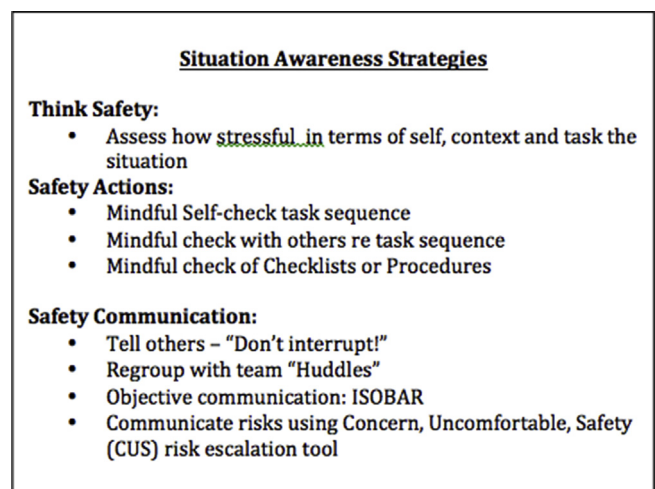 Situation Awareness Strategies
Think Safety:
• Assess how stressful in terms of self, context and task the
situation
Safety Actions:
• Mindful Self-check task sequence
• Mindful check with others re task sequence
• Mindful check of Checklists or Procedures
Safety Communication:
• Tell others – “Don’t interrupt!”
• Regroup with team “Huddles”
• Objective communication: ISOBAR
• Communicate risks using Concern, Uncomfortable, Safety
(CUS) risk escalation tool